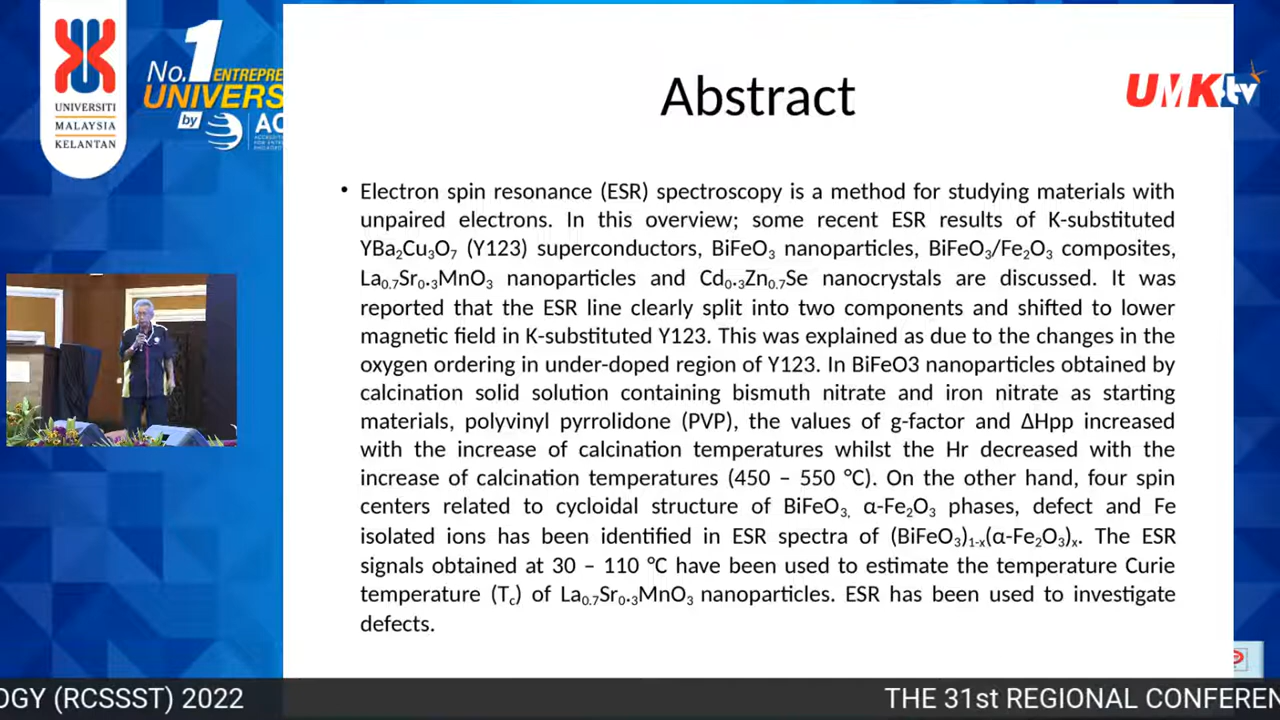 UNIVERSITI
MALAYSIA
KELANTAN
No.1 ENTREPRE
UNIVERS
by AC
Abstract
UMK tv
• Electron spin resonance (ESR) spectroscopy is a method for studying materials with
unpaired electrons. In this overview; some recent ESR results of K-substituted
YBa₂Cu₃O₇ (Y123) superconductors, BiFeO₃ nanoparticles, BiFeO₃/Fe₂O₃ composites,
La₀.₇Sr₀.₃MnO₃ nanoparticles and Cd₀.₃Zn₀.₇Se nanocrystals are discussed. It was
reported that the ESR line clearly split into two components and shifted to lower
magnetic field in K-substituted Y123. This was explained as due to the changes in the
oxygen ordering in under-doped region of Y123. In BiFeO3 nanoparticles obtained by
calcination solid solution containing bismuth nitrate and iron nitrate as starting
materials, polyvinyl pyrrolidone (PVP), the values of g-factor and ΔHpp increased
with the increase of calcination temperatures whilst the Hr decreased with the
increase of calcination temperatures (450 – 550 °C). On the other hand, four spin
centers related to cycloidal structure of BiFeO₃, α-Fe₂O₃ phases, defect and Fe
isolated ions has been identified in ESR spectra of (BiFeO₃)₁₋ₓ(α-Fe₂O₃)ₓ. The ESR
signals obtained at 30 – 110 °C have been used to estimate the temperature Curie
temperature (T_c) of La₀.₇Sr₀.₃MnO₃ nanoparticles. ESR has been used to investigate
defects.
OGY (RCSSST) 2022 THE 31st REGIONAL CONFEREN